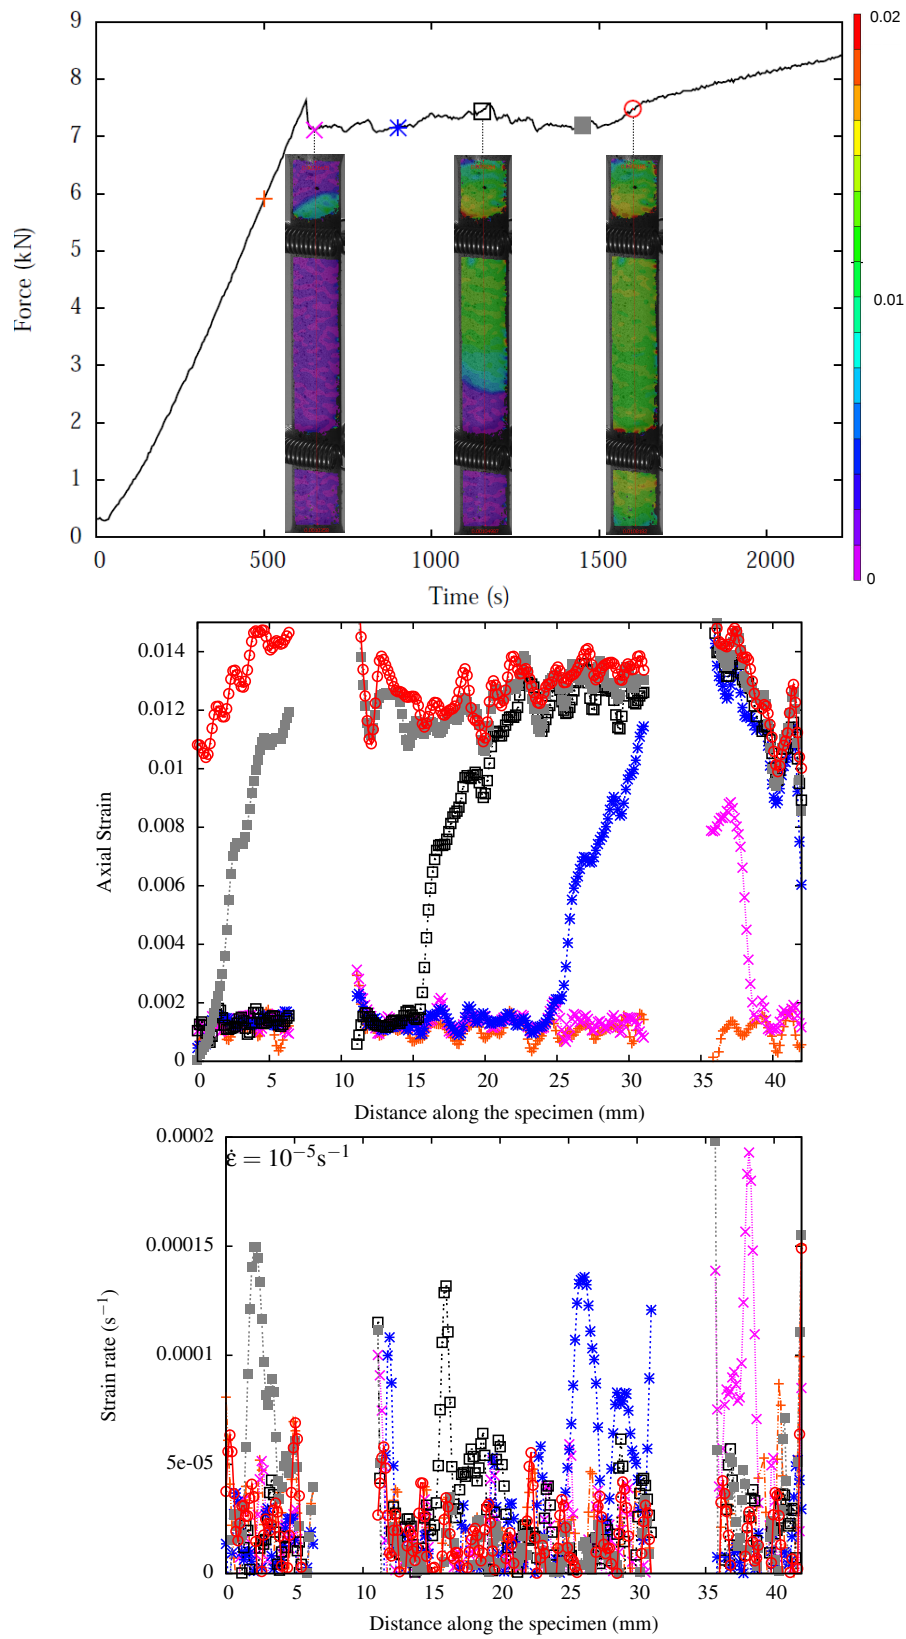 9
8
7
6
5
4
3
2
1
0
Force (kN)
0 500 1000 1500 2000
Time (s)
0.02
0.01
0
0.014
0.012
0.01
0.008
0.006
0.004
0.002
0
Axial Strain
0 5 10 15 20 25 30 35 40
Distance along the specimen (mm)
ε̇ = 10⁻⁵s⁻¹
0.0002
0.00015
0.0001
5e-05
0
Strain rate (s⁻¹)
0 5 10 15 20 25 30 35 40
Distance along the specimen (mm)